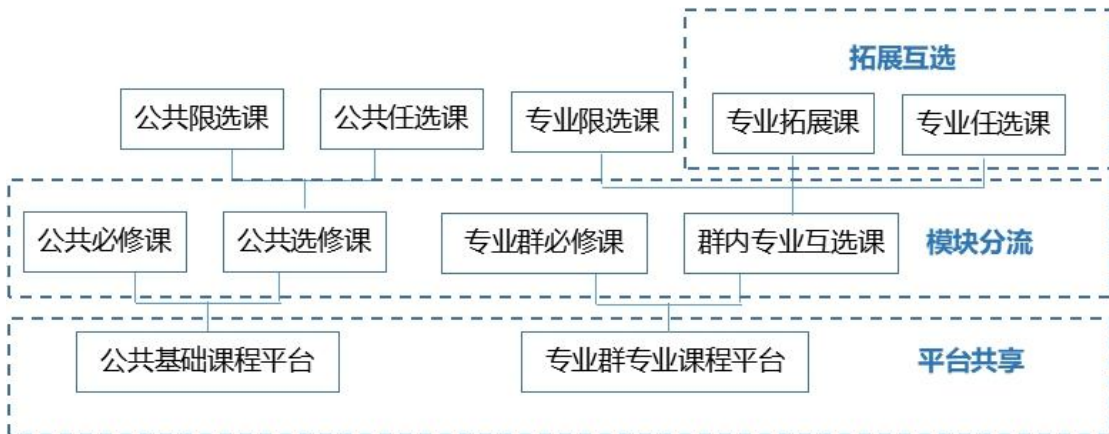 拓展互选
公共限选课 公共任选课 专业限选课 专业拓展课 专业任选课
公共必修课 公共选修课 专业群必修课 群内专业互选课 模块分流
公共基础课程平台 专业群专业课程平台 平台共享